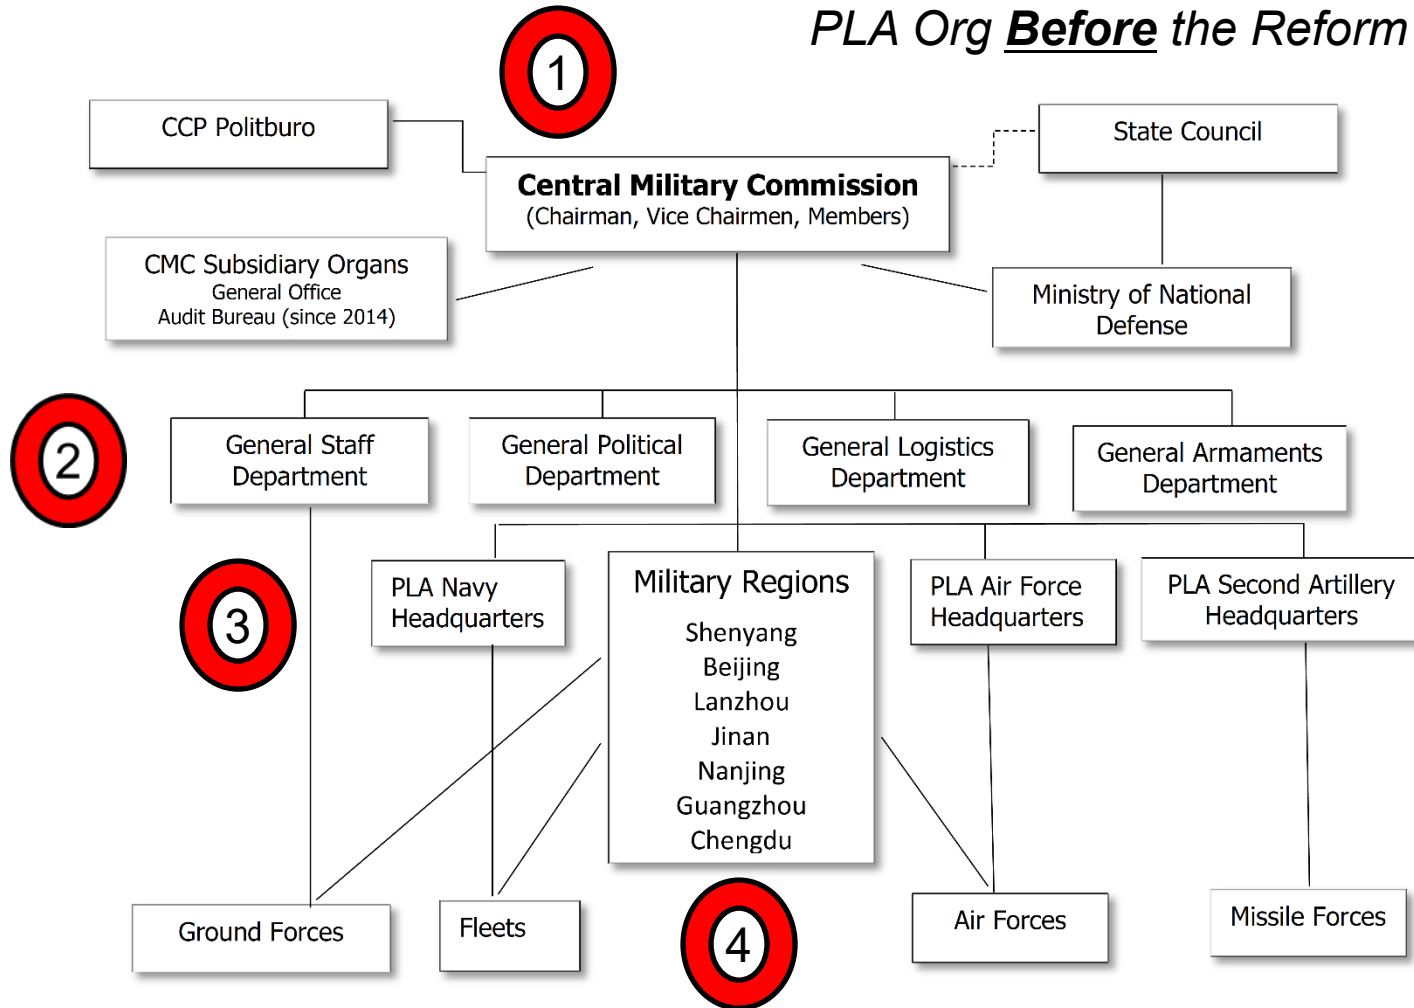 PLA Org Before the Reform
1
CCP Politburo
State Council
Central Military Commission
(Chairman, Vice Chairmen, Members)
CMC Subsidiary Organs
General Office
Audit Bureau (since 2014)
Ministry of National
Defense
2
General Staff
Department
General Political
Department
General Logistics
Department
General Armaments
Department
3
PLA Navy
Headquarters
Military Regions
Shenyang
Beijing
Lanzhou
Jinan
Nanjing
Guangzhou
Chengdu
PLA Air Force
Headquarters
PLA Second Artillery
Headquarters
Ground Forces
Fleets
4
Air Forces
Missile Forces